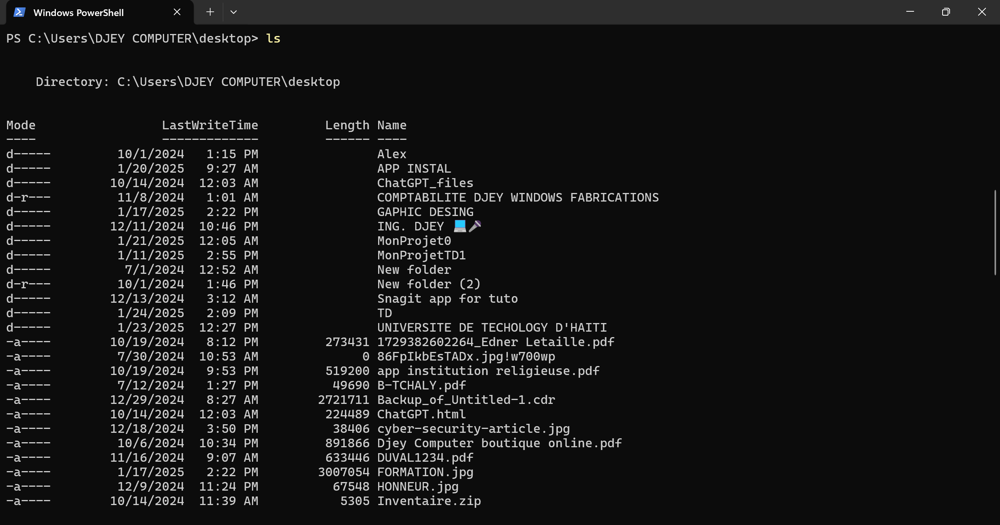 Windows PowerShell
PS C:\Users\DJEY COMPUTER\desktop> ls
Directory: C:\Users\DJEY COMPUTER\desktop
Mode LastWriteTime Length Name
---- ------------- ------ ----
d----- 10/1/2024 1:15 PM Alex
d----- 1/20/2025 9:27 AM APP INSTAL
d----- 10/14/2024 12:03 AM ChatGPT_files
d-r--- 11/8/2024 1:01 AM COMPTABILITE DJEY WINDOWS FABRICATIONS
d----- 1/17/2025 2:22 PM GAPHIC DESING
d----- 12/11/2024 10:46 PM ING. DJEY 💻🎤
d----- 1/21/2025 12:05 AM MonProjet0
d----- 1/11/2025 2:55 PM MonProjetTD1
d----- 7/1/2024 12:52 AM New folder
d-r--- 10/1/2024 1:46 PM New folder (2)
d----- 12/13/2024 3:12 AM Snagit app for tuto
d----- 1/24/2025 2:09 PM TD
d----- 1/23/2025 12:27 PM UNIVERSITE DE TECHOLOGY D'HAITI
-a---- 10/19/2024 8:12 PM 273431 1729382602264_Edner Letaille.pdf
-a---- 7/30/2024 10:53 AM 0 86FpIkbEsTADx.jpg!w700wp
-a---- 10/19/2024 9:53 PM 519200 app institution religieuse.pdf
-a---- 7/12/2024 1:27 PM 49690 B-TCHALY.pdf
-a---- 12/29/2024 8:27 AM 2721711 Backup_of_Untitled-1.cdr
-a---- 10/14/2024 12:03 AM 224489 ChatGPT.html
-a---- 12/18/2024 3:50 PM 38406 cyber-security-article.jpg
-a---- 10/6/2024 10:34 PM 891866 Djey Computer boutique online.pdf
-a---- 11/16/2024 9:07 AM 633446 DUVAL1234.pdf
-a---- 1/17/2025 2:22 PM 3007054 FORMATION.jpg
-a---- 12/9/2024 11:24 PM 67548 HONNEUR.jpg
-a---- 10/14/2024 11:39 AM 5305 Inventaire.zip